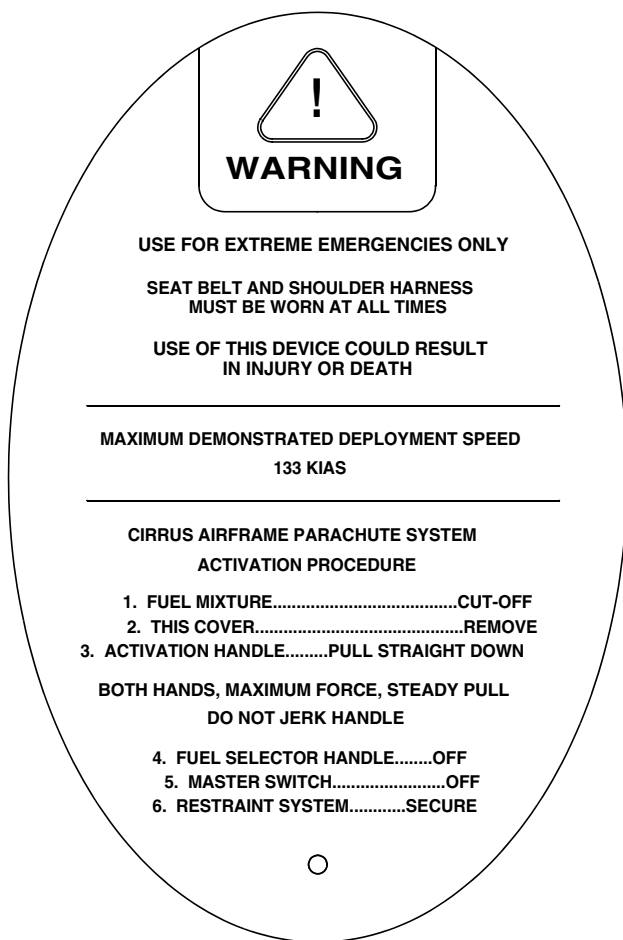 !
WARNING
USE FOR EXTREME EMERGENCIES ONLY
SEAT BELT AND SHOULDER HARNESS
MUST BE WORN AT ALL TIMES
USE OF THIS DEVICE COULD RESULT
IN INJURY OR DEATH
MAXIMUM DEMONSTRATED DEPLOYMENT SPEED
133 KIAS
CIRRUS AIRFRAME PARACHUTE SYSTEM
ACTIVATION PROCEDURE
1. FUEL MIXTURE.......................................CUT-OFF
2. THIS COVER............................................REMOVE
3. ACTIVATION HANDLE.........PULL STRAIGHT DOWN
BOTH HANDS, MAXIMUM FORCE, STEADY PULL
DO NOT JERK HANDLE
4. FUEL SELECTOR HANDLE........OFF
5. MASTER SWITCH........................OFF
6. RESTRAINT SYSTEM............SECURE